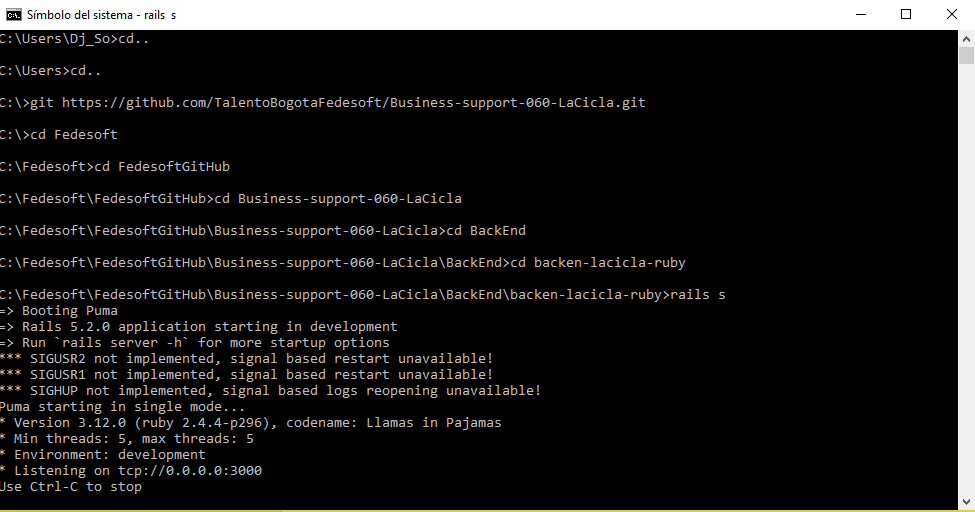 Símbolo del sistema - rails s
C:\Users\Dj_So>cd..
C:\Users>cd..
C:\>git https://github.com/TalentoBogotaFedesoft/Business-support-060-LaCicla.git
C:\>cd Fedesoft
C:\Fedesoft>cd FedesoftGitHub
C:\Fedesoft\FedesoftGitHub>cd Business-support-060-LaCicla
C:\Fedesoft\FedesoftGitHub\Business-support-060-LaCicla>cd BackEnd
C:\Fedesoft\FedesoftGitHub\Business-support-060-LaCicla\BackEnd>cd backen-lacicla-ruby
C:\Fedesoft\FedesoftGitHub\Business-support-060-LaCicla\BackEnd\backen-lacicla-ruby>rails s
=> Booting Puma
=> Rails 5.2.0 application starting in development
=> Run `rails server -h` for more startup options
*** SIGUSR2 not implemented, signal based restart unavailable!
*** SIGUSR1 not implemented, signal based restart unavailable!
*** SIGHUP not implemented, signal based logs reopening unavailable!
Puma starting in single mode...
* Version 3.12.0 (ruby 2.4.4-p296), codename: Llamas in Pajamas
* Min threads: 5, max threads: 5
* Environment: development
* Listening on tcp://0.0.0.0:3000
Use Ctrl-C to stop